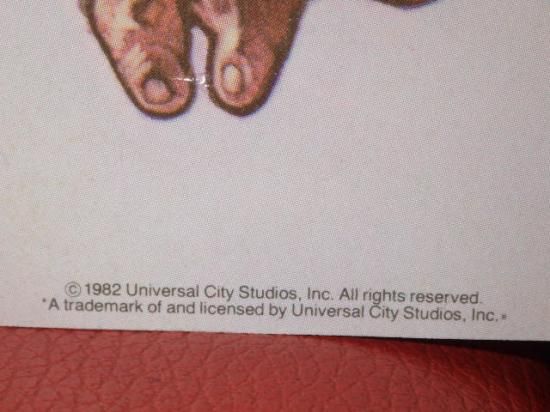 ©1982 Universal City Studios, Inc. All rights reserved.
*A trademark of and licensed by Universal City Studios, Inc.»